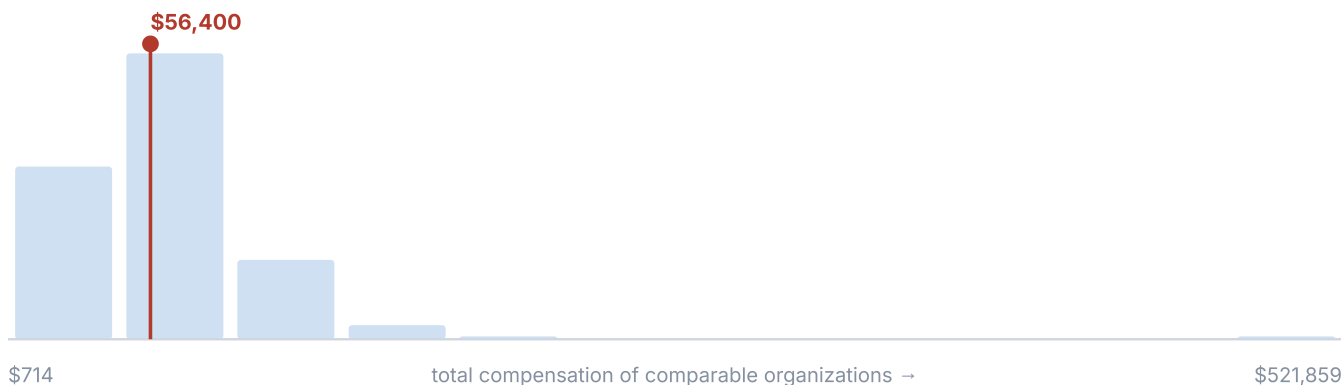 $56,400
$714
total compensation of comparable organizations →
$521,859